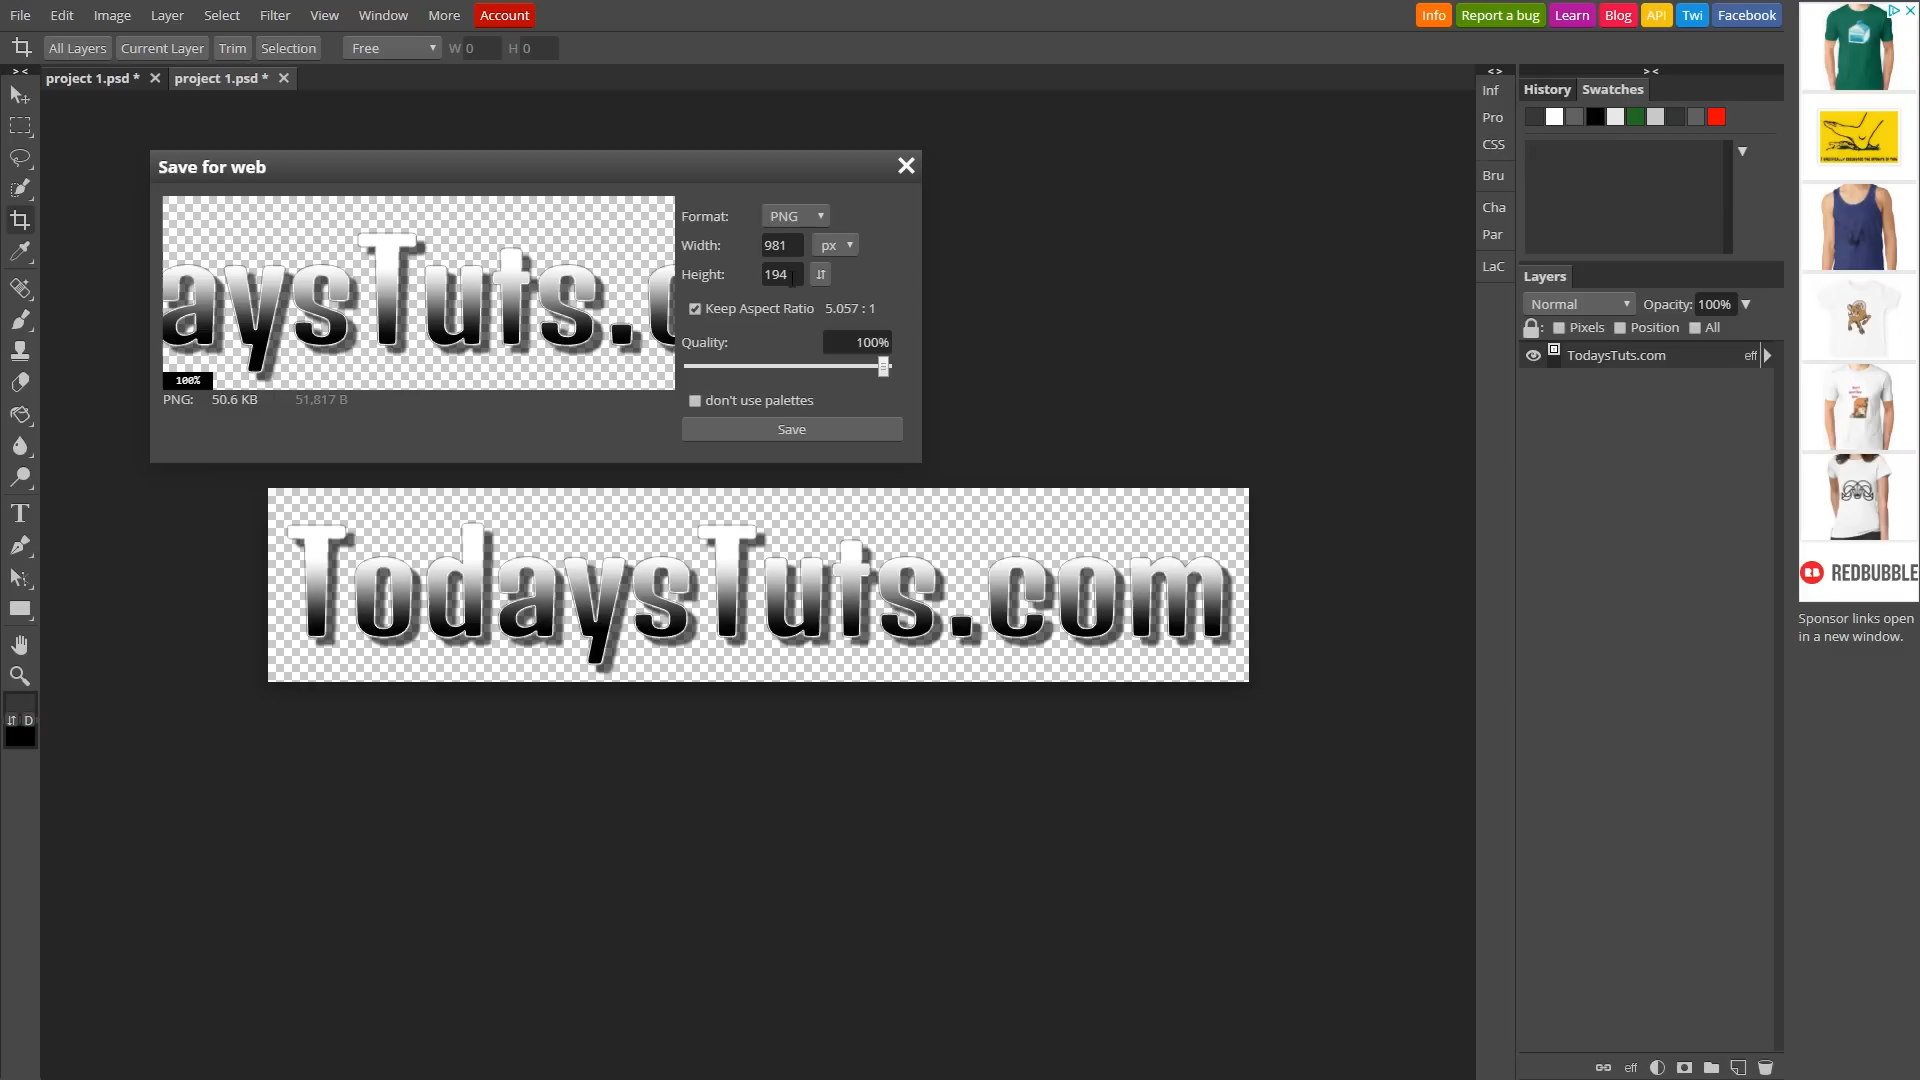 File Edit Image Layer Select Filter View Window More Account
Info Report a bug Learn Blog API Twi Facebook
All Layers Current Layer Trim Selection Free W 0 H 0
project 1.psd * project 1.psd *
Save for web
aysTuts.c
100%
PNG: 50.6 KB 51,817 B
Format: PNG
Width: 981 px
Height: 194
Keep Aspect Ratio 5.057 : 1
Quality: 100%
don't use palettes
Save
TodaysTuts.com
T
D
Inf
Pro
CSS
Bru
Cha
Par
LaC
History Swatches
Layers
Normal Opacity: 100%
: Pixels Position All
TodaysTuts.com eff
eff
REDBUBBLE
Sponsor links open
in a new window.